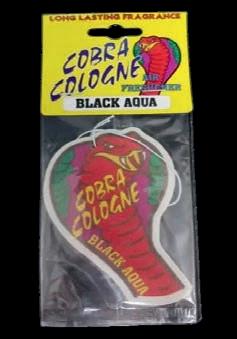 LONG LASTING FRAGRANCE
COBRA
COLOGNE
AIR
FRESHENER
BLACK AQUA
COBRA
COLOGNE
BLACK AQUA